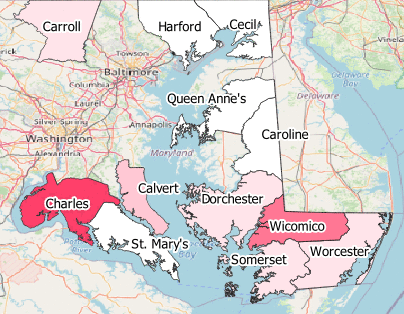 Carroll
Harford
Cecil
Towson
Baltimore
Columbia
Laurel
Queen Anne's
Silver Spring
Annapolis
Washington
Alexandria
Maryland
Caroline
Delaware
Delaware
Bay
Calvert
Dorchester
Charles
Wicomico
St. Mary's
Somerset
Worcester